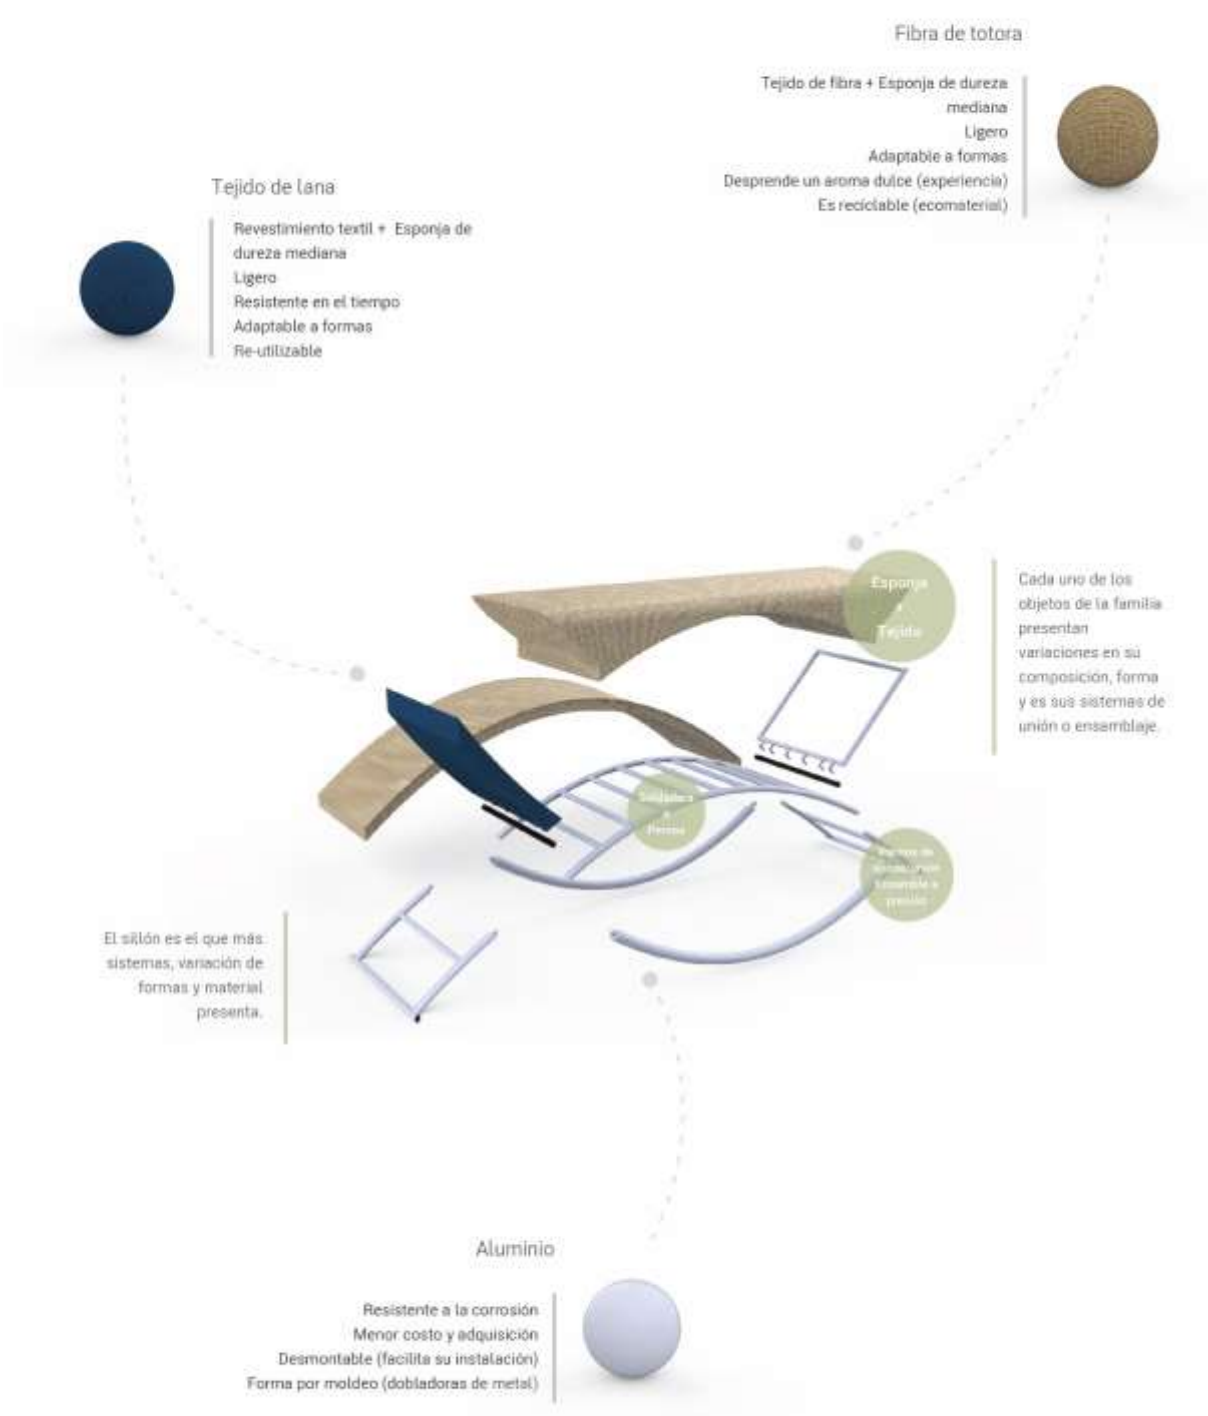 Fibra de totora
Tejido de fibra + Esponja de dureza
mediana
Ligero
Adaptable a formas
Desprende un aroma dulce (experiencia)
Es reciclable (ecomaterial)
Tejido de lana
Revestimiento textil + Esponja de
dureza mediana
Ligero
Resistente en el tiempo
Adaptable a formas
Re-utilizable
Esponja
+
Tejido
Cada uno de los
objetos de la familia
presentan
variaciones en su
composición, forma
y es sus sistemas de
unión o ensamblaje.
Soldadura
Pernos
presión
El sillón es el que más
sistemas, variación de
formas y material
presenta.
Aluminio
Resistente a la corrosión
Menor costo y adquisición
Desmontable (facilita su instalación)
Forma por moldeo (dobladoras de metal)